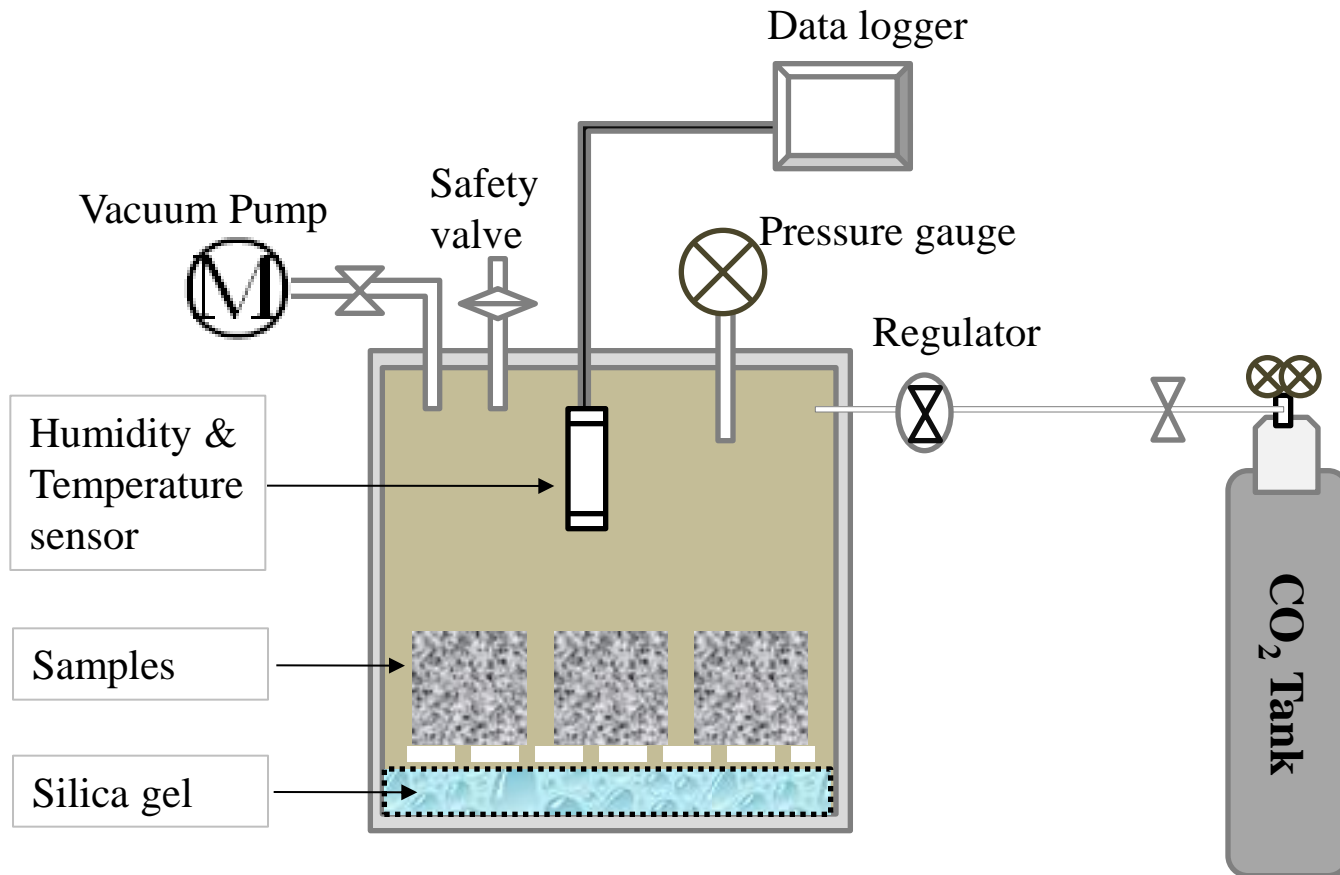 Data logger
Safety
valve
Vacuum Pump
M
Pressure gauge
Regulator
Humidity &
Temperature
sensor
Samples
Silica gel
CO₂ Tank